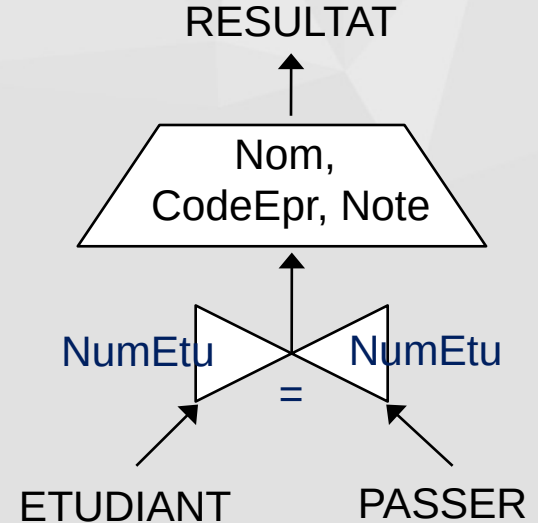 RESULTAT
Nom,
CodeEpr, Note
NumEtu NumEtu
=
ETUDIANT PASSER